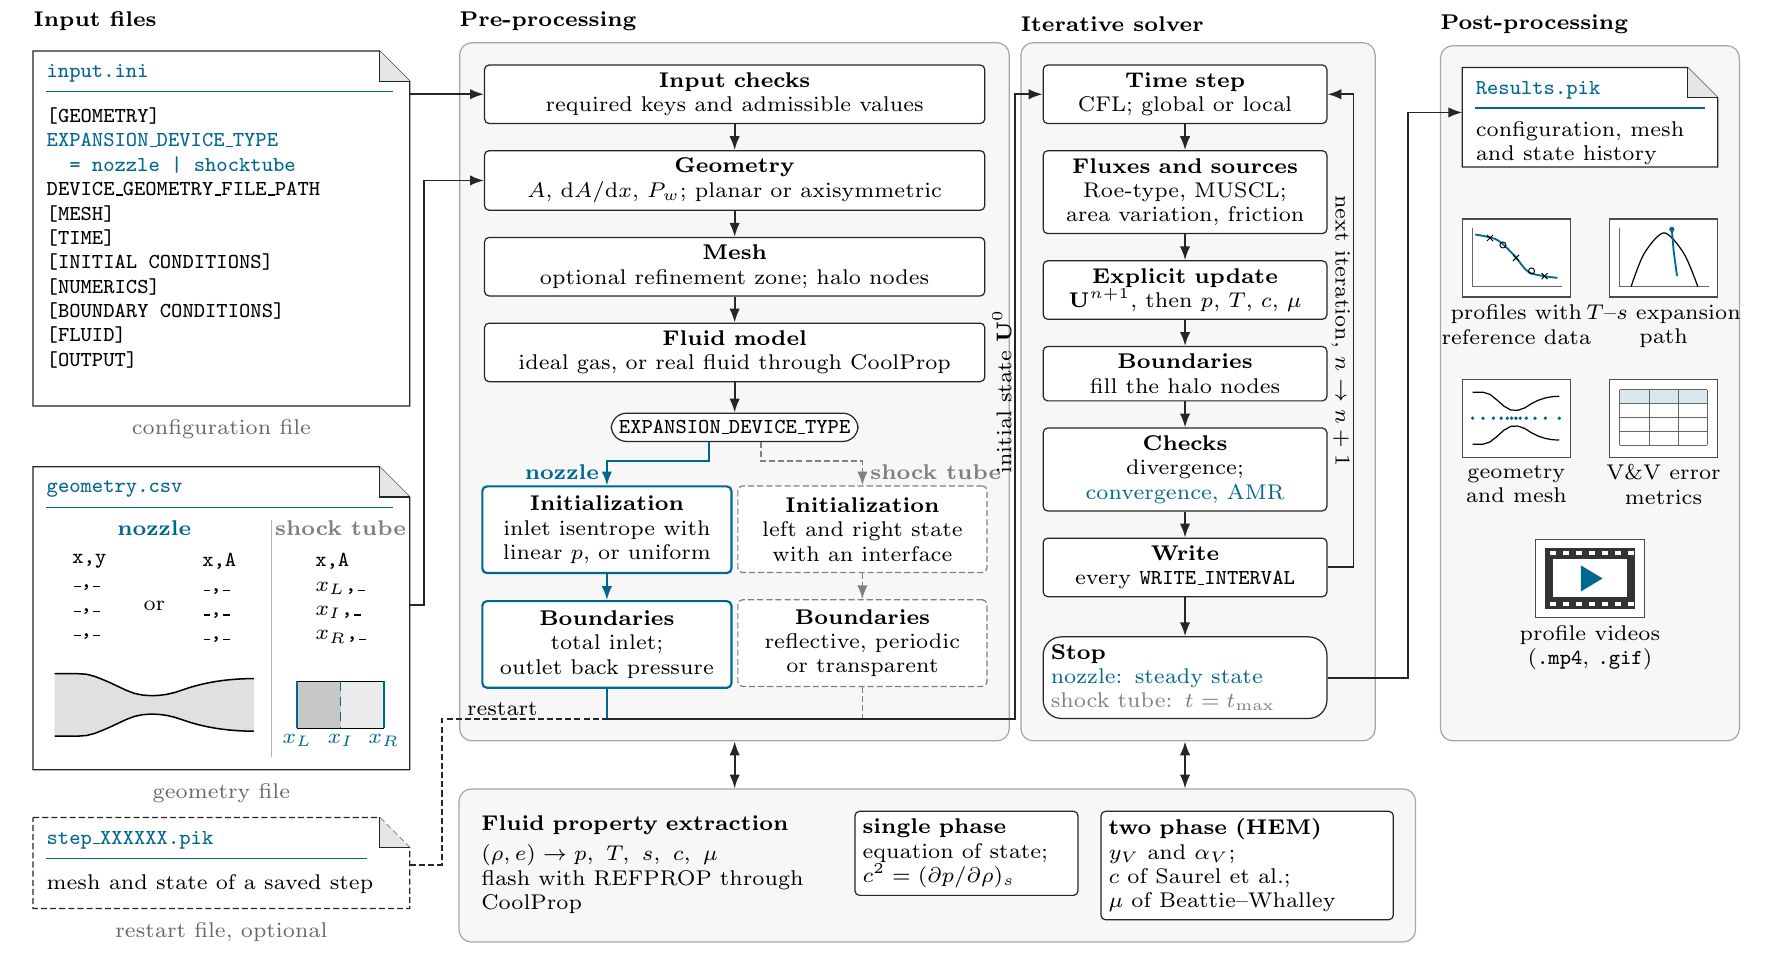 Input files
input.ini
[GEOMETRY]
EXPANSION_DEVICE_TYPE
= nozzle | shocktube
DEVICE_GEOMETRY_FILE_PATH
[MESH]
[TIME]
[INITIAL CONDITIONS]
[NUMERICS]
[BOUNDARY CONDITIONS]
[FLUID]
[OUTPUT]
configuration file
geometry.csv
nozzle
x,y
_,_
_,_
_,_
or
x,A
_,_
_,_
_,_
shock tube
x,A
x_L,_
x_I,_
x_R,_
x_L
x_I
x_R
geometry file
step_XXXXXX.pik
mesh and state of a saved step
restart file, optional
Pre-processing
Input checks
required keys and admissible values
Geometry
A, dA/dx, P_w; planar or axisymmetric
Mesh
optional refinement zone; halo nodes
Fluid model
ideal gas, or real fluid through CoolProp
EXPANSION_DEVICE_TYPE
nozzle
Initialization
inlet isentrope with
linear p, or uniform
Boundaries
total inlet;
outlet back pressure
shock tube
Initialization
left and right state
with an interface
Boundaries
reflective, periodic
or transparent
restart
initial state U^0
Iterative solver
Time step
CFL; global or local
Fluxes and sources
Roe-type, MUSCL;
area variation, friction
Explicit update
U^{n+1}, then p, T, c, μ
Boundaries
fill the halo nodes
Checks
divergence;
convergence, AMR
Write
every WRITE_INTERVAL
next iteration, n → n + 1
Stop
nozzle: steady state
shock tube: t = t_max
Post-processing
Results.pik
configuration, mesh
and state history
profiles with
reference data
T–s expansion
path
geometry
and mesh
V&V error
metrics
profile videos
(.mp4, .gif)
Fluid property extraction
(ρ, e) → p, T, s, c, μ
flash with REFPROP through
CoolProp
single phase
equation of state;
c² = (∂p/∂ρ)_s
two phase (HEM)
y_V and α_V;
c of Saurel et al.;
μ of Beattie–Whalley